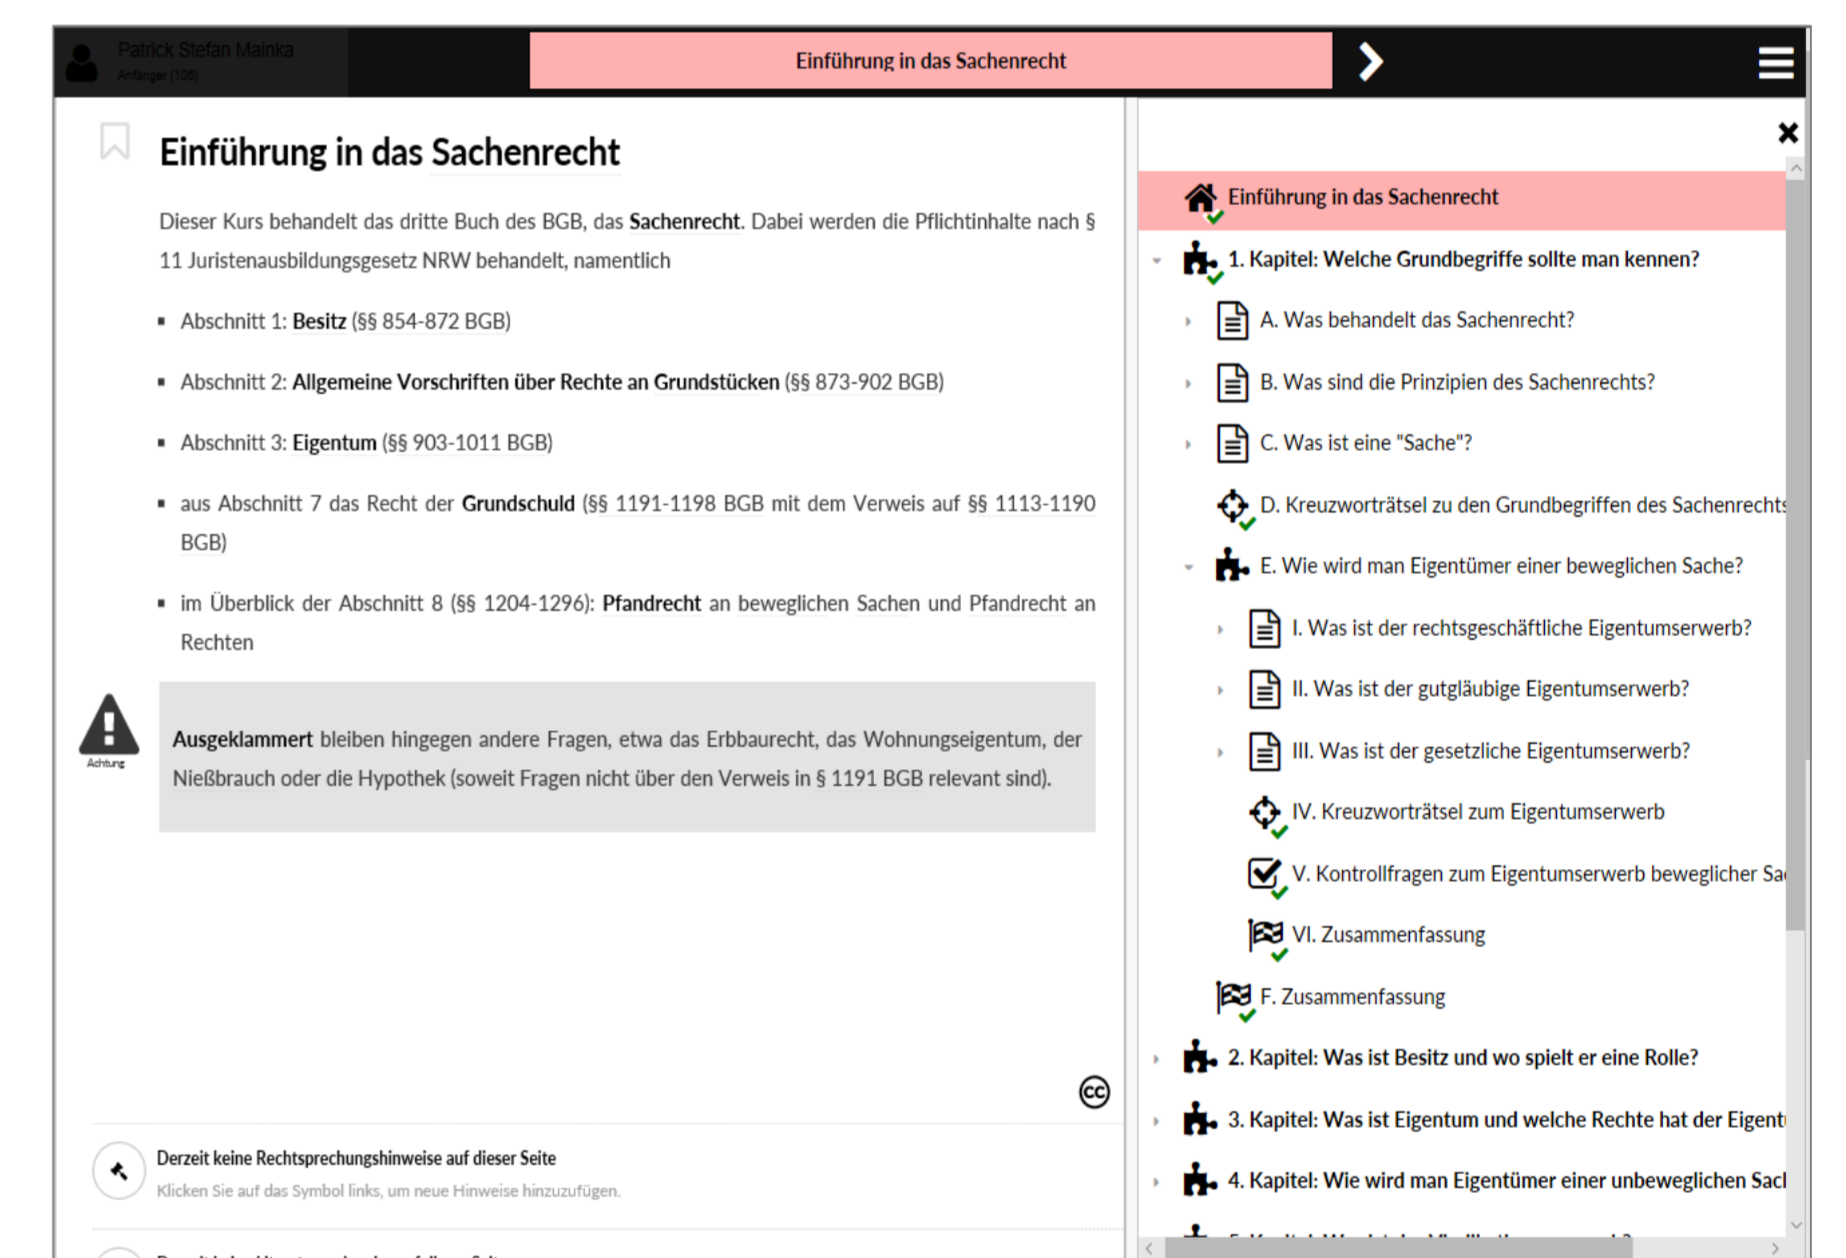 Patrick Stefan Mainka
Anfänger (108)
Einführung in das Sachenrecht
Einführung in das Sachenrecht
Dieser Kurs behandelt das dritte Buch des BGB, das Sachenrecht. Dabei werden die Pflichtinhalte nach §
11 Juristenausbildungsgesetz NRW behandelt, namentlich
▪ Abschnitt 1: Besitz (§§ 854-872 BGB)
▪ Abschnitt 2: Allgemeine Vorschriften über Rechte an Grundstücken (§§ 873-902 BGB)
▪ Abschnitt 3: Eigentum (§§ 903-1011 BGB)
▪ aus Abschnitt 7 das Recht der Grundschuld (§§ 1191-1198 BGB mit dem Verweis auf §§ 1113-1190
BGB)
▪ im Überblick der Abschnitt 8 (§§ 1204-1296): Pfandrecht an beweglichen Sachen und Pfandrecht an
Rechten
Achtung
Ausgeklammert bleiben hingegen andere Fragen, etwa das Erbbaurecht, das Wohnungseigentum, der
Nießbrauch oder die Hypothek (soweit Fragen nicht über den Verweis in § 1191 BGB relevant sind).
cc
Derzeit keine Rechtsprechungshinweise auf dieser Seite
Klicken Sie auf das Symbol links, um neue Hinweise hinzuzufügen.
Einführung in das Sachenrecht
1. Kapitel: Welche Grundbegriffe sollte man kennen?
A. Was behandelt das Sachenrecht?
B. Was sind die Prinzipien des Sachenrechts?
C. Was ist eine "Sache"?
D. Kreuzworträtsel zu den Grundbegriffen des Sachenrechts
E. Wie wird man Eigentümer einer beweglichen Sache?
I. Was ist der rechtsgeschäftliche Eigentumserwerb?
II. Was ist der gutgläubige Eigentumserwerb?
III. Was ist der gesetzliche Eigentumserwerb?
IV. Kreuzworträtsel zum Eigentumserwerb
V. Kontrollfragen zum Eigentumserwerb beweglicher Sa
VI. Zusammenfassung
F. Zusammenfassung
2. Kapitel: Was ist Besitz und wo spielt er eine Rolle?
3. Kapitel: Was ist Eigentum und welche Rechte hat der Eigent
4. Kapitel: Wie wird man Eigentümer einer unbeweglichen Sac